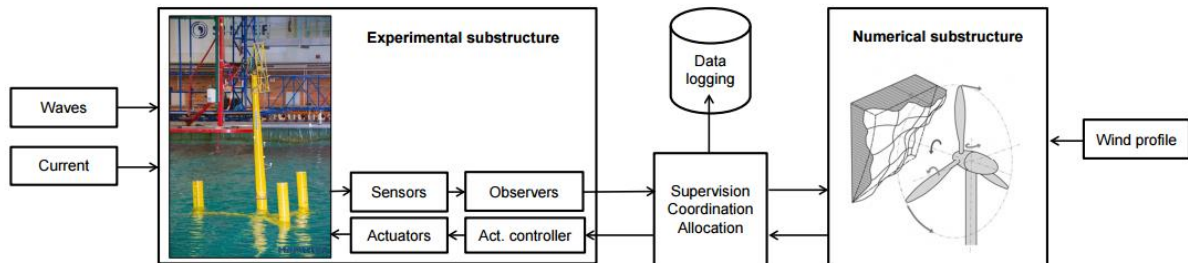 Waves
Current
Experimental substructure
Sensors
Observers
Actuators
Act. controller
Data
logging
Supervision
Coordination
Allocation
Numerical substructure
Wind profile